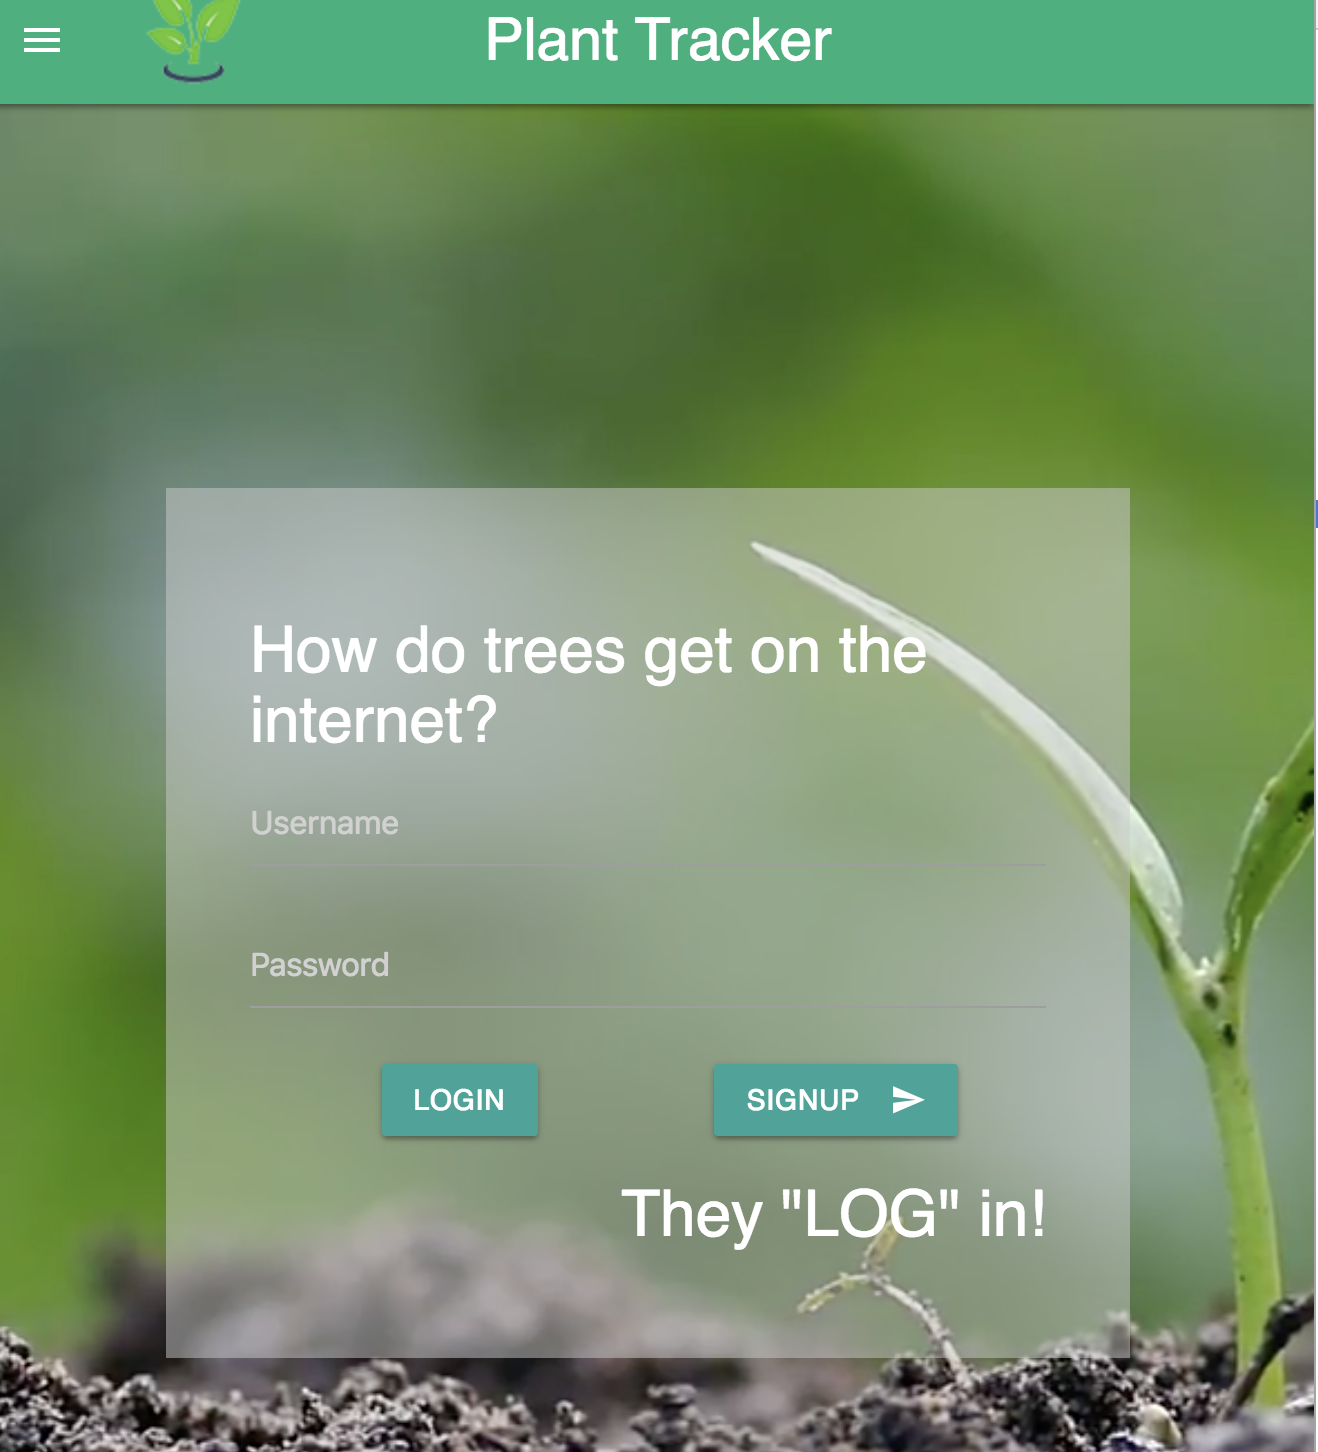 Plant Tracker
How do trees get on the
internet?
Username
Password
LOGIN
SIGNUP
They "LOG" in!